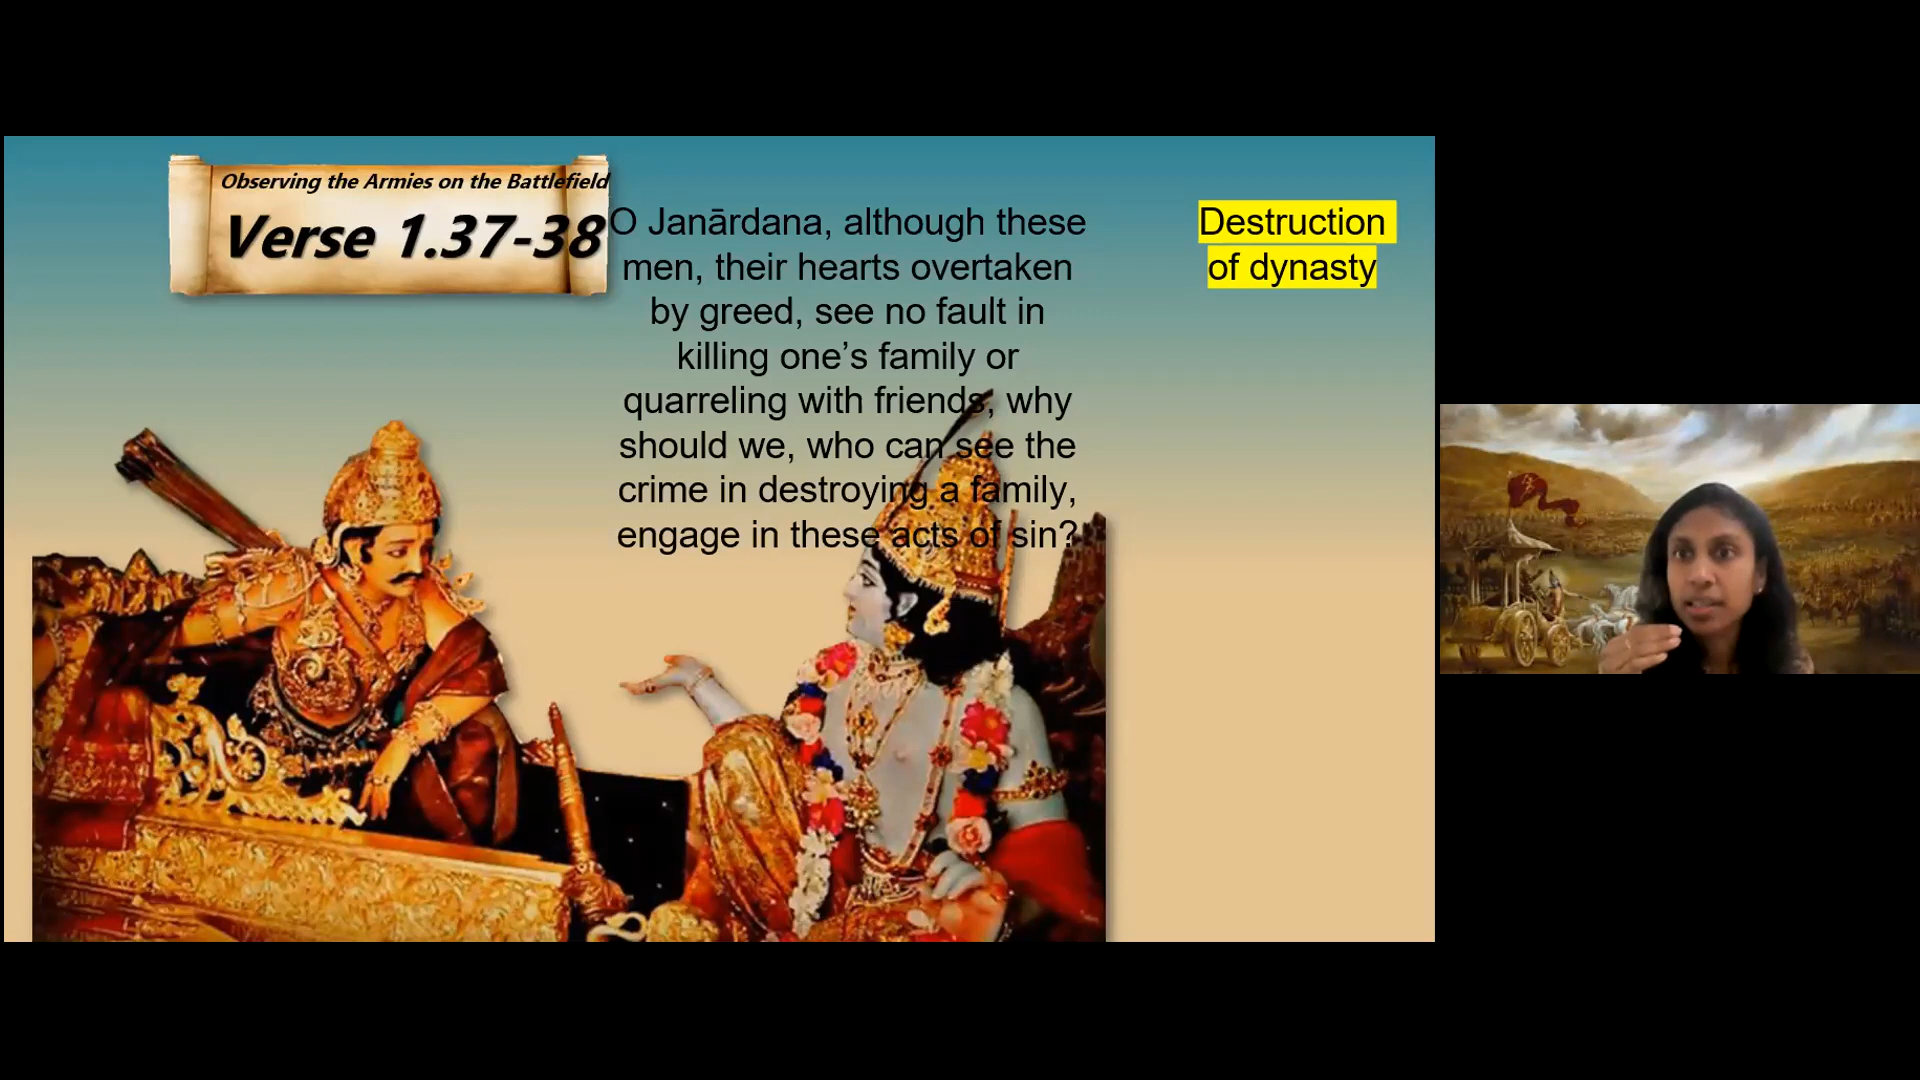 Observing the Armies on the Battlefield
Verse 1.37-38
O Janārdana, although these
men, their hearts overtaken
by greed, see no fault in
killing one’s family or
quarreling with friends, why
should we, who can see the
crime in destroying a family,
engage in these acts of sin?
Destruction
of dynasty